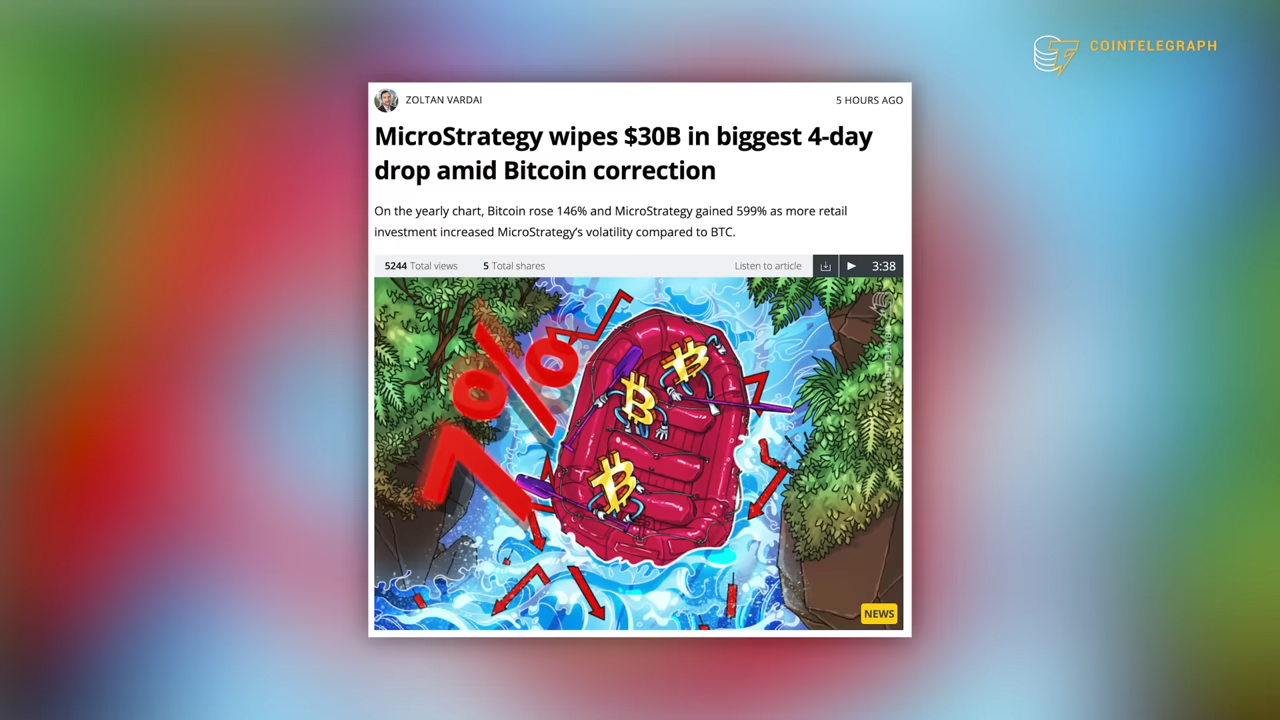 COINTELEGRAPH
ZOLTAN VARDAI
5 HOURS AGO
MicroStrategy wipes $30B in biggest 4-day
drop amid Bitcoin correction
On the yearly chart, Bitcoin rose 146% and MicroStrategy gained 599% as more retail
investment increased MicroStrategy's volatility compared to BTC.
5244 Total views
5 Total shares
Listen to article
3:38
%
NEWS